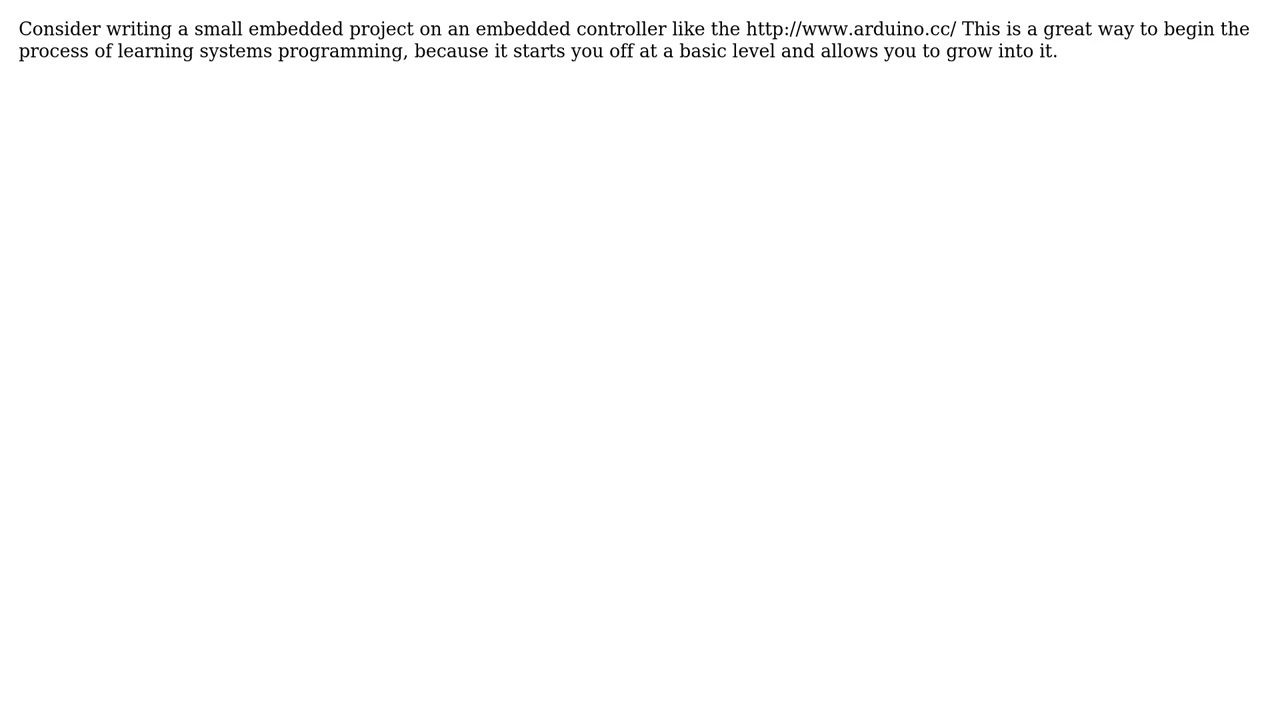 Consider writing a small embedded project on an embedded controller like the http://www.arduino.cc/ This is a great way to begin the
process of learning systems programming, because it starts you off at a basic level and allows you to grow into it.